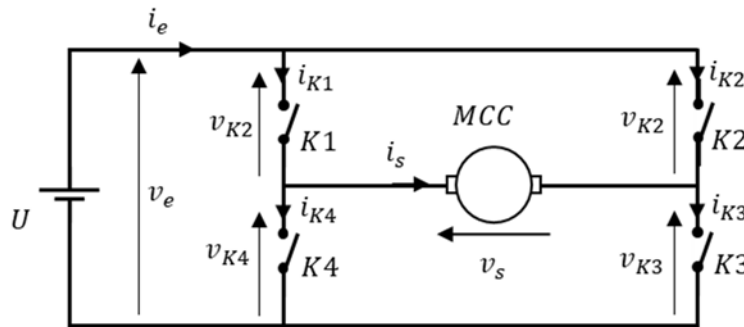 i_e
i_K1
i_K2
v_K2
K1
MCC
v_K2
K2
i_s
U
v_e
i_K4
i_K3
v_K4
K4
v_s
v_K3
K3